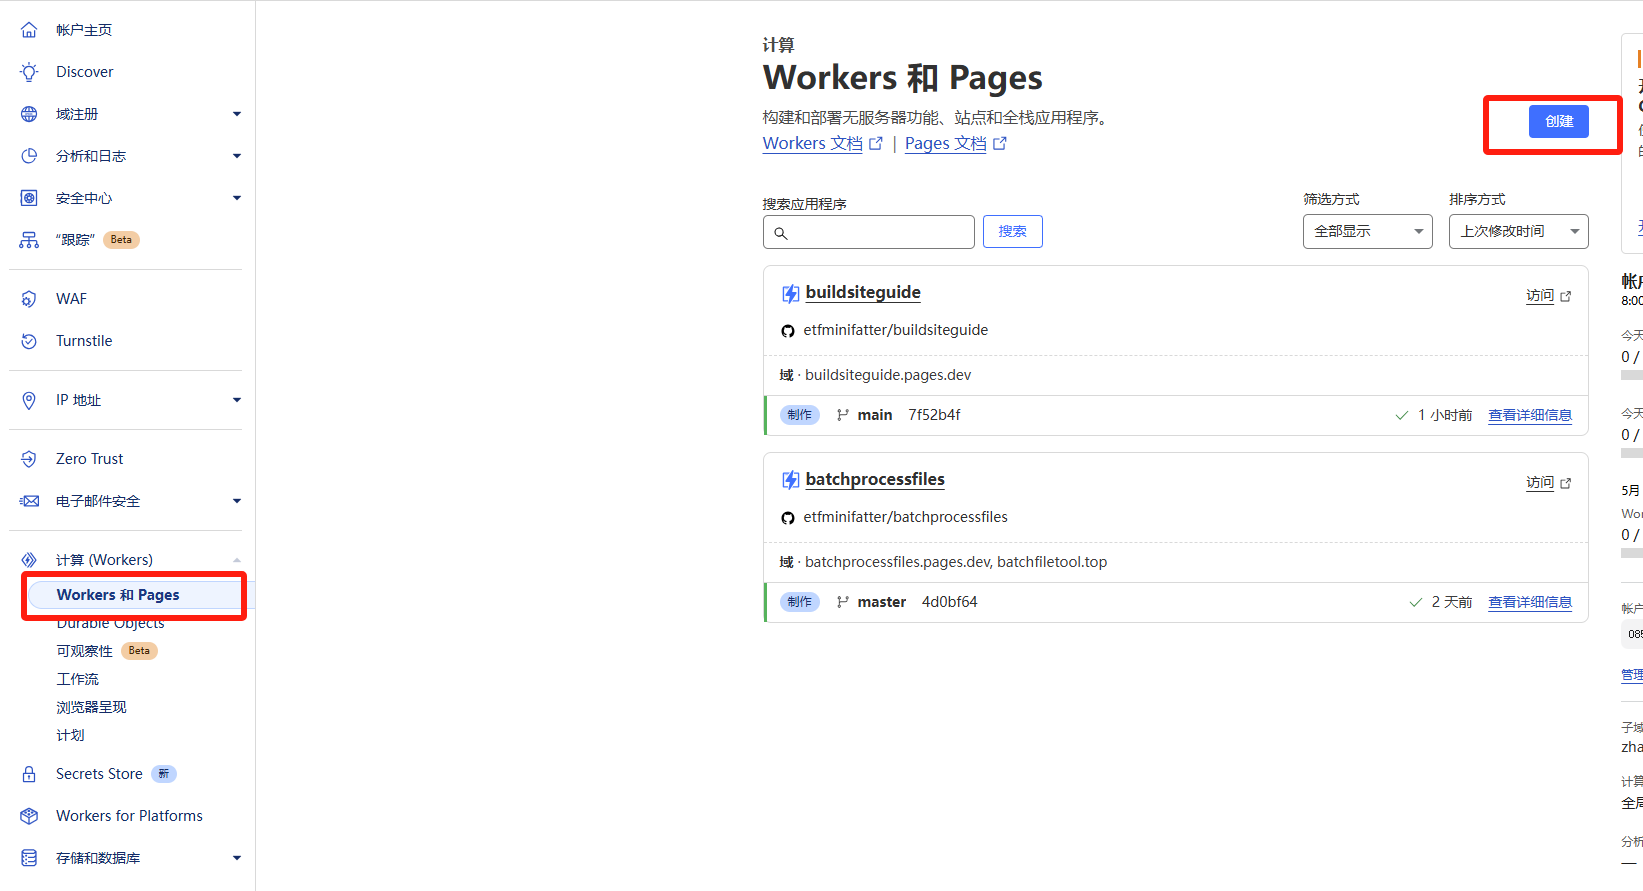 帐户主页
Discover
域注册
分析和日志
安全中心
“跟踪” Beta
WAF
Turnstile
IP 地址
Zero Trust
电子邮件安全
计算 (Workers)
Workers 和 Pages
Durable Objects
可观察性 Beta
工作流
浏览器呈现
计划
Secrets Store 新
Workers for Platforms
存储和数据库
计算
Workers 和 Pages
构建和部署无服务器功能、站点和全栈应用程序。
Workers 文档 | Pages 文档
创建
搜索应用程序
搜索
筛选方式
全部显示
排序方式
上次修改时间
buildsiteguide
访问
etfminifatter/buildsiteguide
域 · buildsiteguide.pages.dev
制作 main 7f52b4f
1 小时前 查看详细信息
batchprocessfiles
访问
etfminifatter/batchprocessfiles
域 · batchprocessfiles.pages.dev, batchfiletool.top
制作 master 4d0bf64
2 天前 查看详细信息
8:00
今天
0 /
今天
0 /
5月
Wor
0 /
帐户
085
管理
子域
zha
计算
全局
分析
—